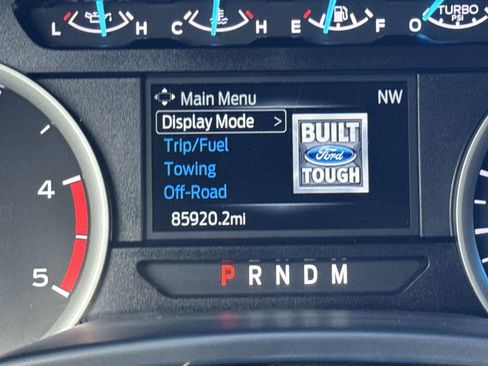 L H C H E F O TURBO PSI
Main Menu NW
Display Mode >
Trip/Fuel
Towing
Off-Road
85920.2mi
BUILT
Ford
TOUGH
4
5
P R N D M